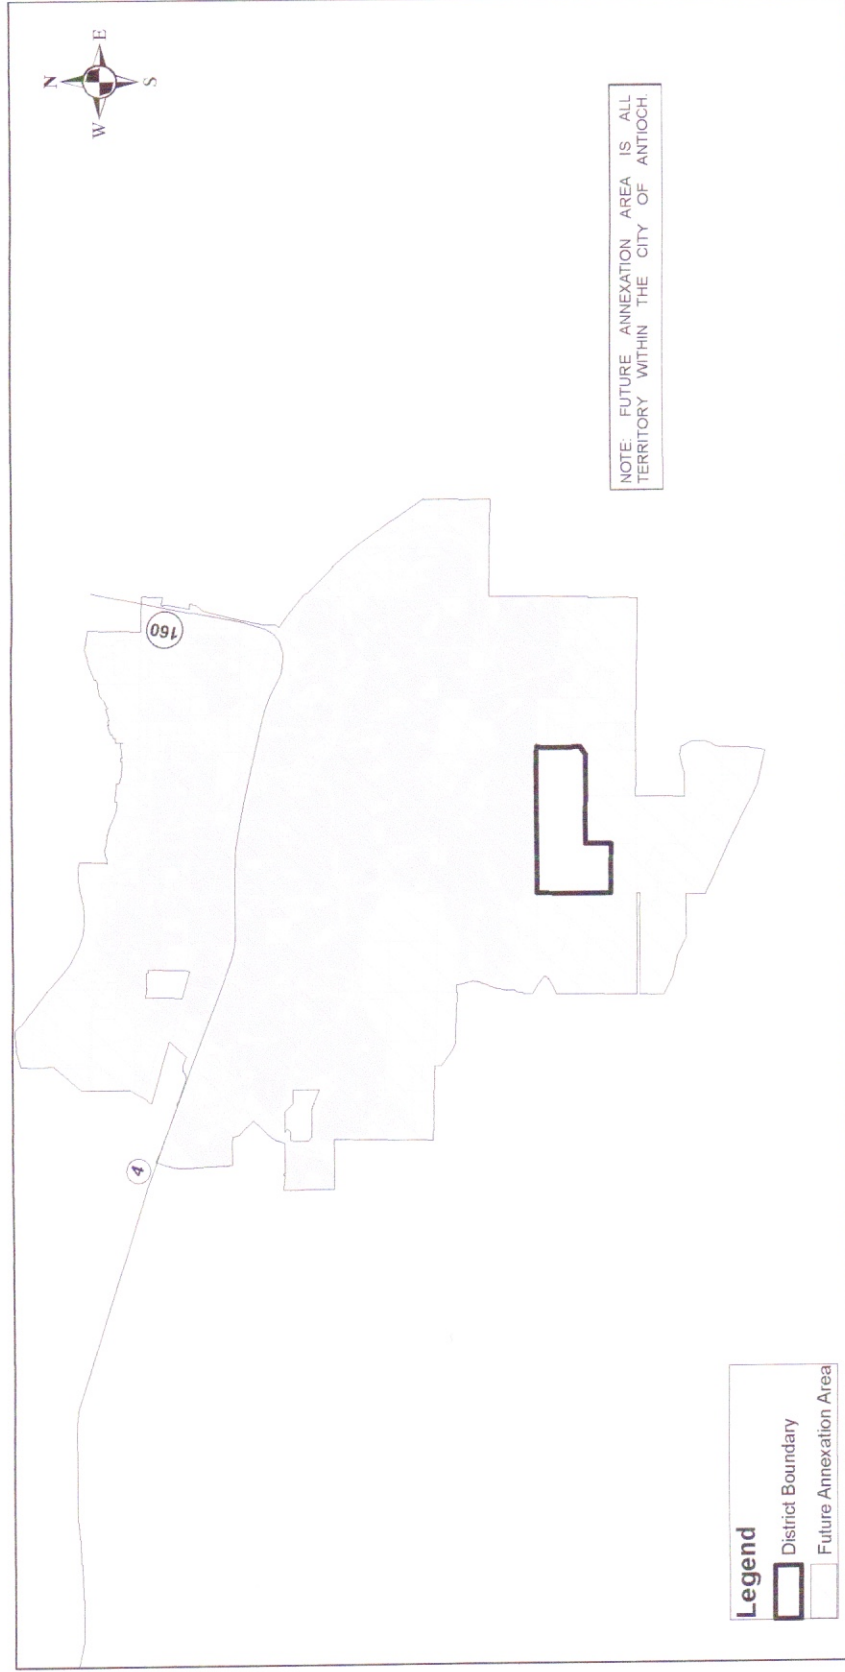 N
W E
S
160
4
NOTE: FUTURE ANNEXATION AREA IS ALL
TERRITORY WITHIN THE CITY OF ANTIOCH.
Legend
District Boundary
Future Annexation Area